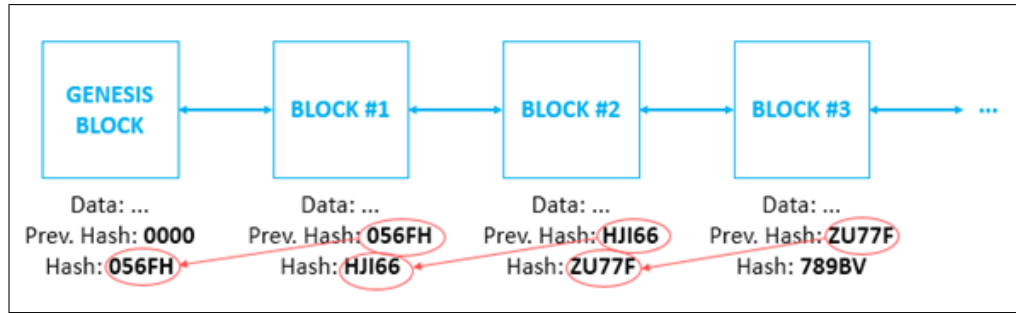 GENESIS
BLOCK
BLOCK #1
BLOCK #2
BLOCK #3
...
Data: ...
Prev. Hash: 0000
Hash: 056FH
Data: ...
Prev. Hash: 056FH
Hash: HJI66
Data: ...
Prev. Hash: HJI66
Hash: ZU77F
Data: ...
Prev. Hash: ZU77F
Hash: 789BV